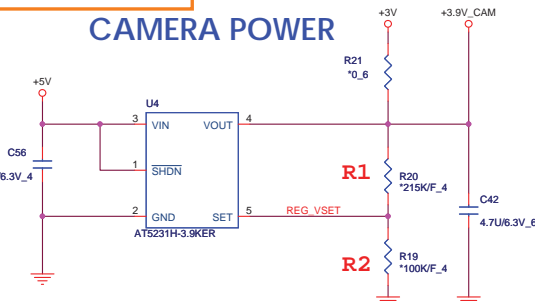 CAMERA POWER
+3V
+3.9V_CAM
R21
*0_6
+5V
U4
3
VIN
VOUT
4
C56
/6.3V_4
1
SHDN
R1
R20
*215K/F_4
2
GND
SET
5
REG_VSET
C42
4.7U/6.3V_6
AT5231H-3.9KER
R2
R19
*100K/F_4